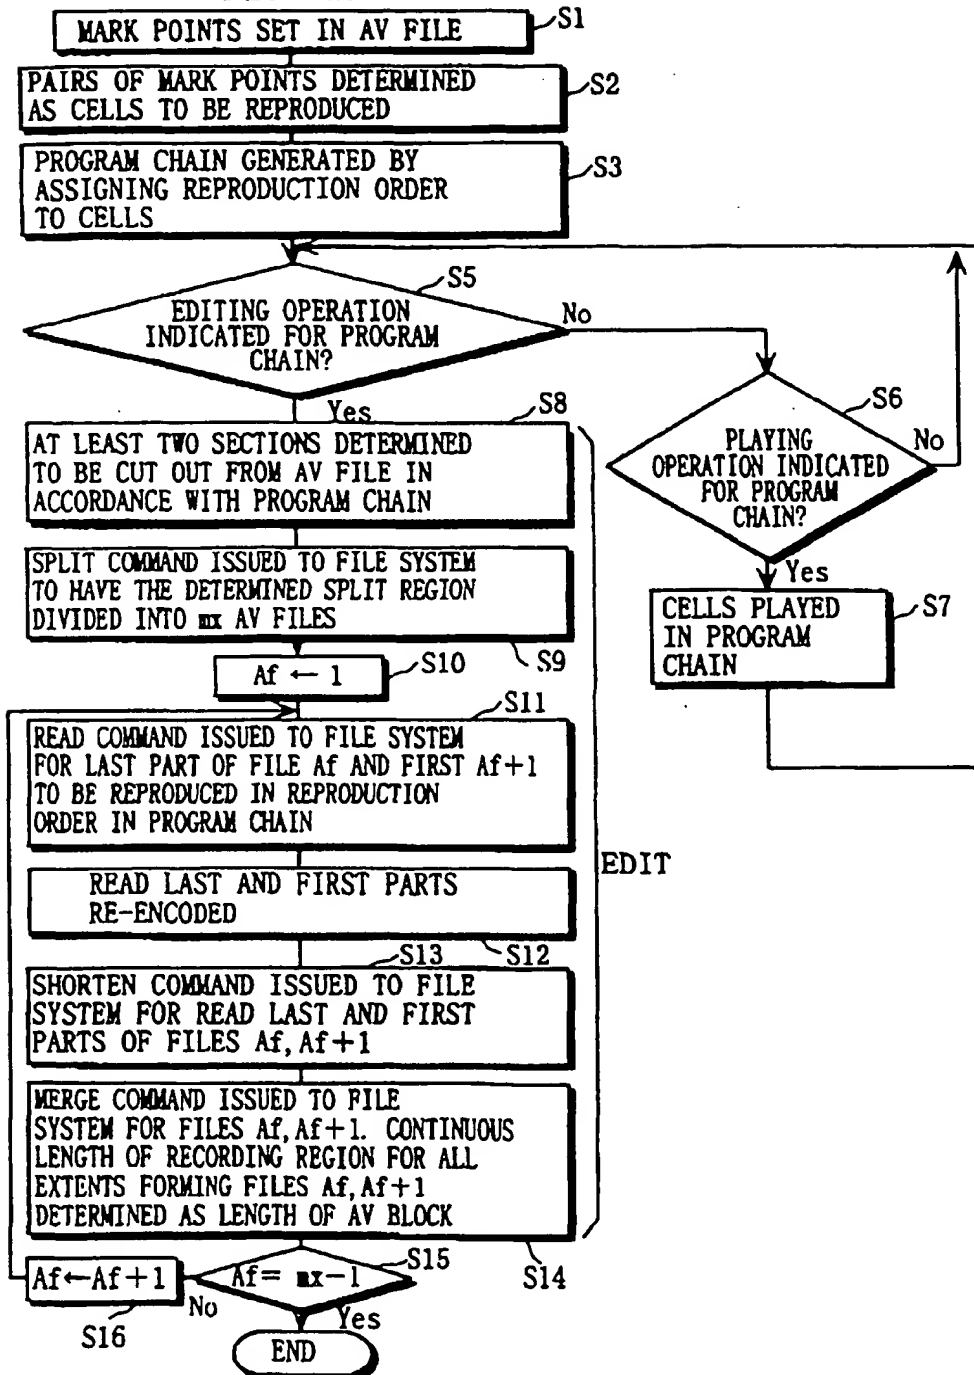 MARK POINTS SET IN AV FILE
S1
PAIRS OF MARK POINTS DETERMINED
AS CELLS TO BE REPRODUCED
S2
PROGRAM CHAIN GENERATED BY
ASSIGNING REPRODUCTION ORDER
TO CELLS
S3
S5
EDITING OPERATION
INDICATED FOR PROGRAM
CHAIN?
No
Yes
S6
PLAYING
OPERATION INDICATED
FOR PROGRAM
CHAIN?
No
Yes
S7
CELLS PLAYED
IN PROGRAM
CHAIN
S8
AT LEAST TWO SECTIONS DETERMINED
TO BE CUT OUT FROM AV FILE IN
ACCORDANCE WITH PROGRAM CHAIN
SPLIT COMMAND ISSUED TO FILE SYSTEM
TO HAVE THE DETERMINED SPLIT REGION
DIVIDED INTO mx AV FILES
S9
Af ← 1
S10
S11
READ COMMAND ISSUED TO FILE SYSTEM
FOR LAST PART OF FILE Af AND FIRST Af+1
TO BE REPRODUCED IN REPRODUCTION
ORDER IN PROGRAM CHAIN
EDIT
READ LAST AND FIRST PARTS
RE-ENCODED
S12
S13
SHORTEN COMMAND ISSUED TO FILE
SYSTEM FOR READ LAST AND FIRST
PARTS OF FILES Af, Af+1
MERGE COMMAND ISSUED TO FILE
SYSTEM FOR FILES Af, Af+1. CONTINUOUS
LENGTH OF RECORDING REGION FOR ALL
EXTENTS FORMING FILES Af, Af+1
DETERMINED AS LENGTH OF AV BLOCK
S14
S15
Af = mx-1
No
Yes
Af←Af+1
S16
END